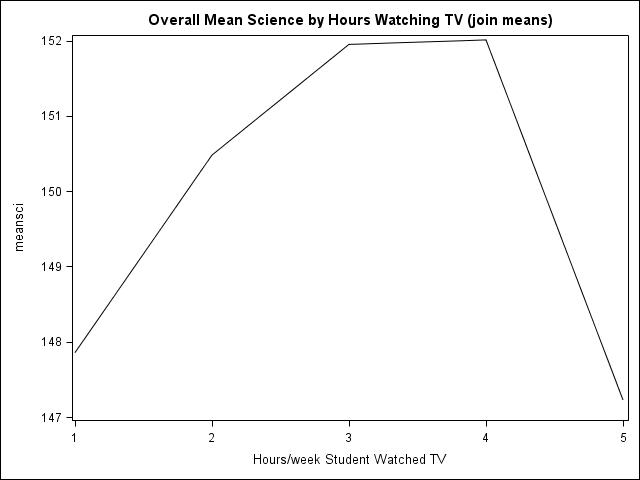 Overall Mean Science by Hours Watching TV (join means)
152
151
150
149
148
147
meansci
1 2 3 4 5
Hours/week Student Watched TV